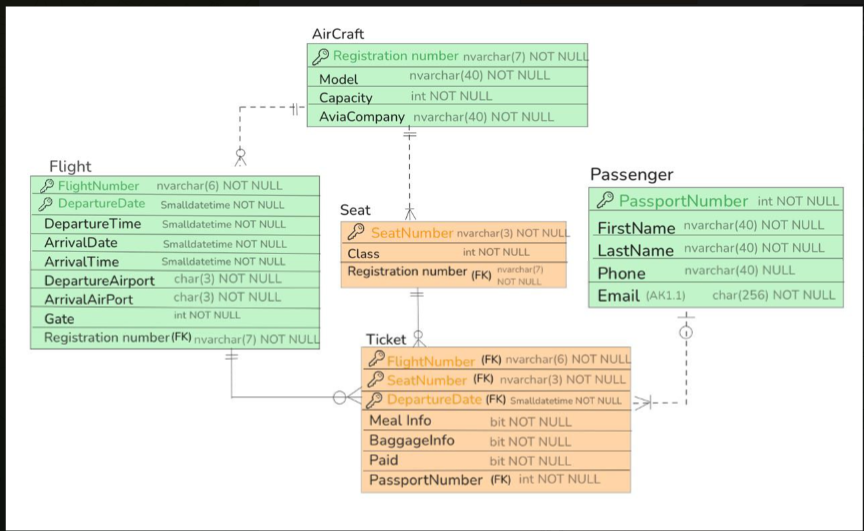 AirCraft
Registration number nvarchar(7) NOT NULL
Model nvarchar(40) NOT NULL
Capacity int NOT NULL
AviaCompany nvarchar(40) NOT NULL
Flight
FlightNumber nvarchar(6) NOT NULL
DepartureDate Smalldatetime NOT NULL
DepartureTime Smalldatetime NOT NULL
ArrivalDate Smalldatetime NOT NULL
ArrivalTime Smalldatetime NOT NULL
DepartureAirport char(3) NOT NULL
ArrivalAirPort char(3) NOT NULL
Gate int NOT NULL
Registration number(FK) nvarchar(7) NOT NULL
Seat
SeatNumber nvarchar(3) NOT NULL
Class int NOT NULL
Registration number (FK) nvarchar(7)
NOT NULL
Passenger
PassportNumber int NOT NULL
FirstName nvarchar(40) NOT NULL
LastName nvarchar(40) NOT NULL
Phone nvarchar(40) NULL
Email (AK1.1) char(256) NOT NULL
Ticket
FlightNumber (FK) nvarchar(6) NOT NULL
SeatNumber (FK) nvarchar(3) NOT NULL
DepartureDate (FK) Smalldatetime NOT NULL
Meal Info bit NOT NULL
BaggageInfo bit NOT NULL
Paid bit NOT NULL
PassportNumber (FK) int NOT NULL